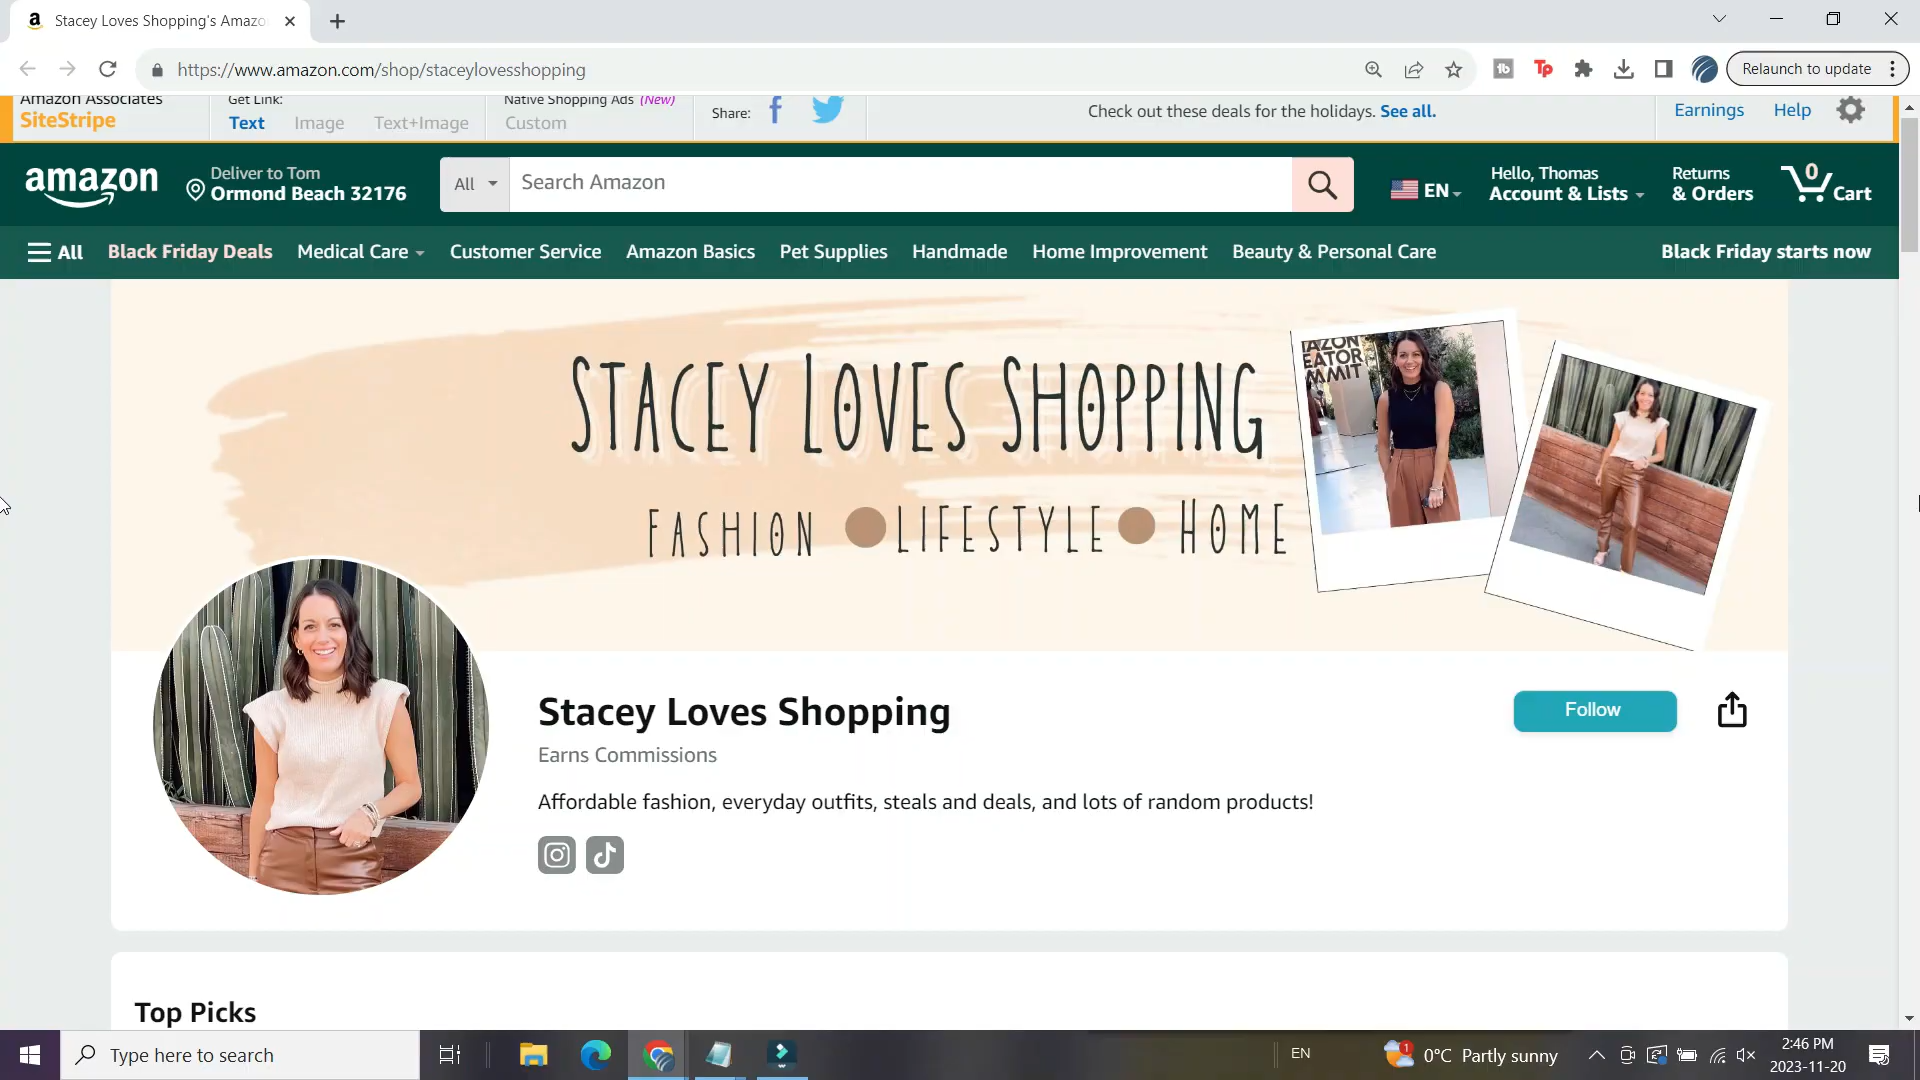 Stacey Loves Shopping's Amazo
https://www.amazon.com/shop/staceylovesshopping
Relaunch to update
Amazon Associates
SiteStripe
Get Link:
Text Image Text+Image
Native Shopping Ads (New)
Custom
Share:
Check out these deals for the holidays. See all.
Earnings Help
amazon
Deliver to Tom
Ormond Beach 32176
All
Search Amazon
EN
Hello, Thomas
Account & Lists
Returns
& Orders
0
Cart
All Black Friday Deals Medical Care Customer Service Amazon Basics Pet Supplies Handmade Home Improvement Beauty & Personal Care Black Friday starts now
STACEY LOVES SHOPPING
FASHION LIFESTYLE HOME
AZON
EATOR
MMIT
Stacey Loves Shopping
Follow
Earns Commissions
Affordable fashion, everyday outfits, steals and deals, and lots of random products!
Top Picks
Type here to search
EN
1
0°C Partly sunny
2:46 PM
2023-11-20